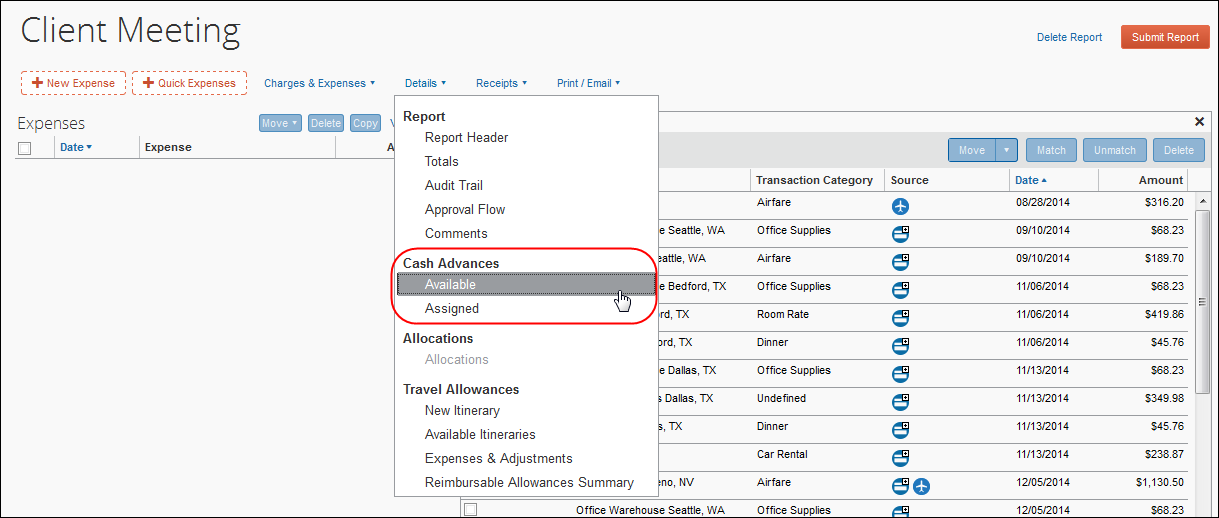 Client Meeting
Delete Report
Submit Report
New Expense
Quick Expenses
Charges & Expenses
Details
Receipts
Print / Email
Expenses
Move
Delete
Copy
Date
Expense
Report
Report Header
Totals
Audit Trail
Approval Flow
Comments
Cash Advances
Available
Assigned
Allocations
Allocations
Travel Allowances
New Itinerary
Available Itineraries
Expenses & Adjustments
Reimbursable Allowances Summary
Move Match Unmatch Delete
Transaction Category Source Date Amount
Airfare 08/28/2014 $316.20
Seattle, WA Office Supplies 09/10/2014 $68.23
WA Airfare 09/10/2014 $189.70
Bedford, TX Office Supplies 11/06/2014 $68.23
TX Room Rate 11/06/2014 $419.86
TX Dinner 11/06/2014 $45.76
Dallas, TX Office Supplies 11/13/2014 $68.23
Dallas, TX Undefined 11/13/2014 $349.98
TX Dinner 11/13/2014 $45.76
Car Rental 11/13/2014 $238.87
NV Airfare 12/05/2014 $1,130.50
Office Warehouse Seattle, WA Office Supplies 12/05/2014 $68.23